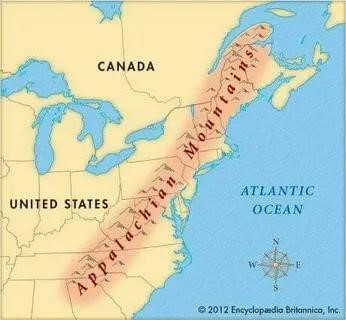 CANADA
Appalachian Mountains
UNITED STATES
ATLANTIC
OCEAN
N
W E
S
© 2012 Encyclopædia Britannica, Inc.